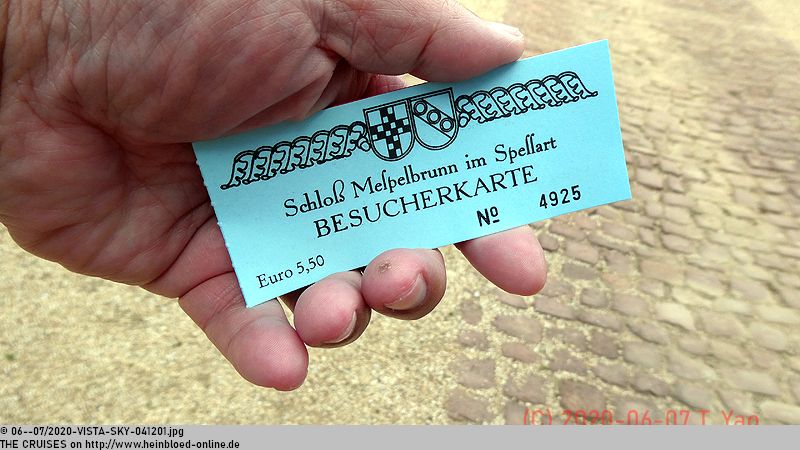 Schloß Meſpelbrunn im Speſſart
BESUCHERKARTE
Nº 4925
Euro 5,50
(C) 2020-06-07 T. Yan
© 06--07/2020-VISTA-SKY-041201.jpg
THE CRUISES on http://www.heinbloed-online.de